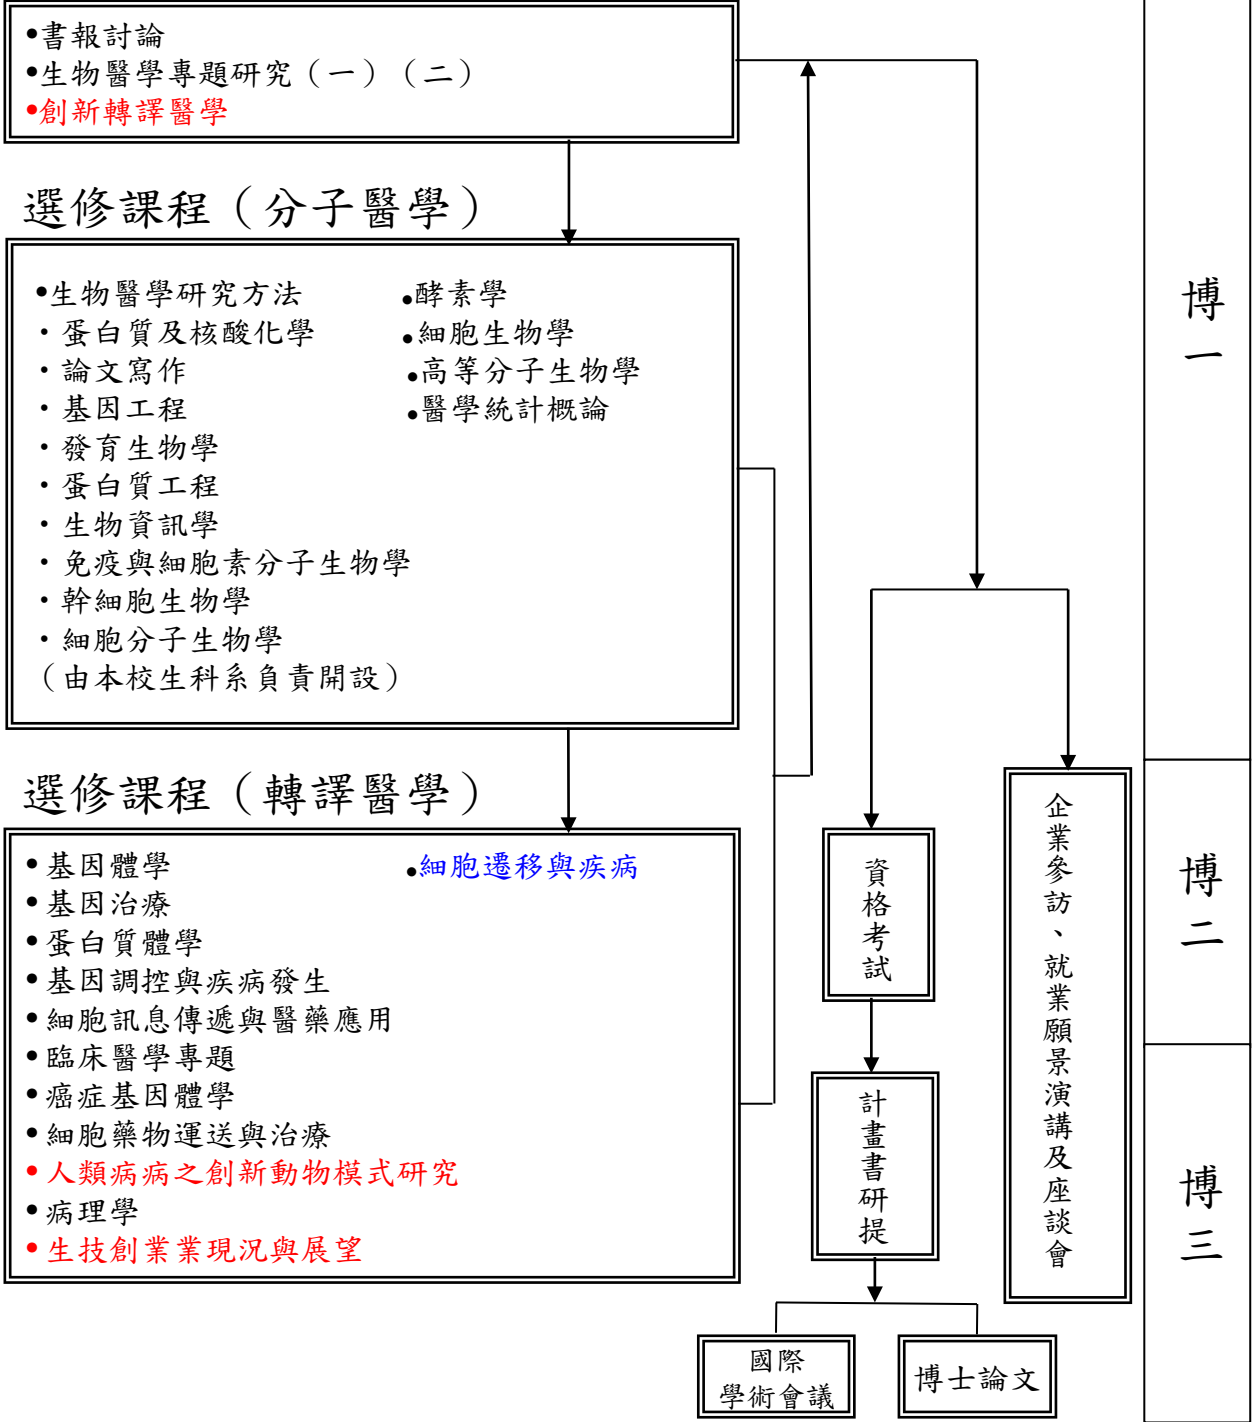 •書報討論
•生物醫學專題研究（一）（二）
•創新轉譯醫學
選修課程（分子醫學）
•生物醫學研究方法
・蛋白質及核酸化學
・論文寫作
・基因工程
・發育生物學
・蛋白質工程
・生物資訊學
・免疫與細胞素分子生物學
・幹細胞生物學
・細胞分子生物學
（由本校生科系負責開設）
•酵素學
•細胞生物學
•高等分子生物學
•醫學統計概論
選修課程（轉譯醫學）
•基因體學
•基因治療
•蛋白質體學
•基因調控與疾病發生
•細胞訊息傳遞與醫藥應用
•臨床醫學專題
•癌症基因體學
•細胞藥物運送與治療
•人類病病之創新動物模式研究
•病理學
•生技創業業現況與展望
•細胞遷移與疾病
資格考試
計畫書研提
國際
學術會議
博士論文
企業參訪、就業願景演講及座談會
博一
博二
博三